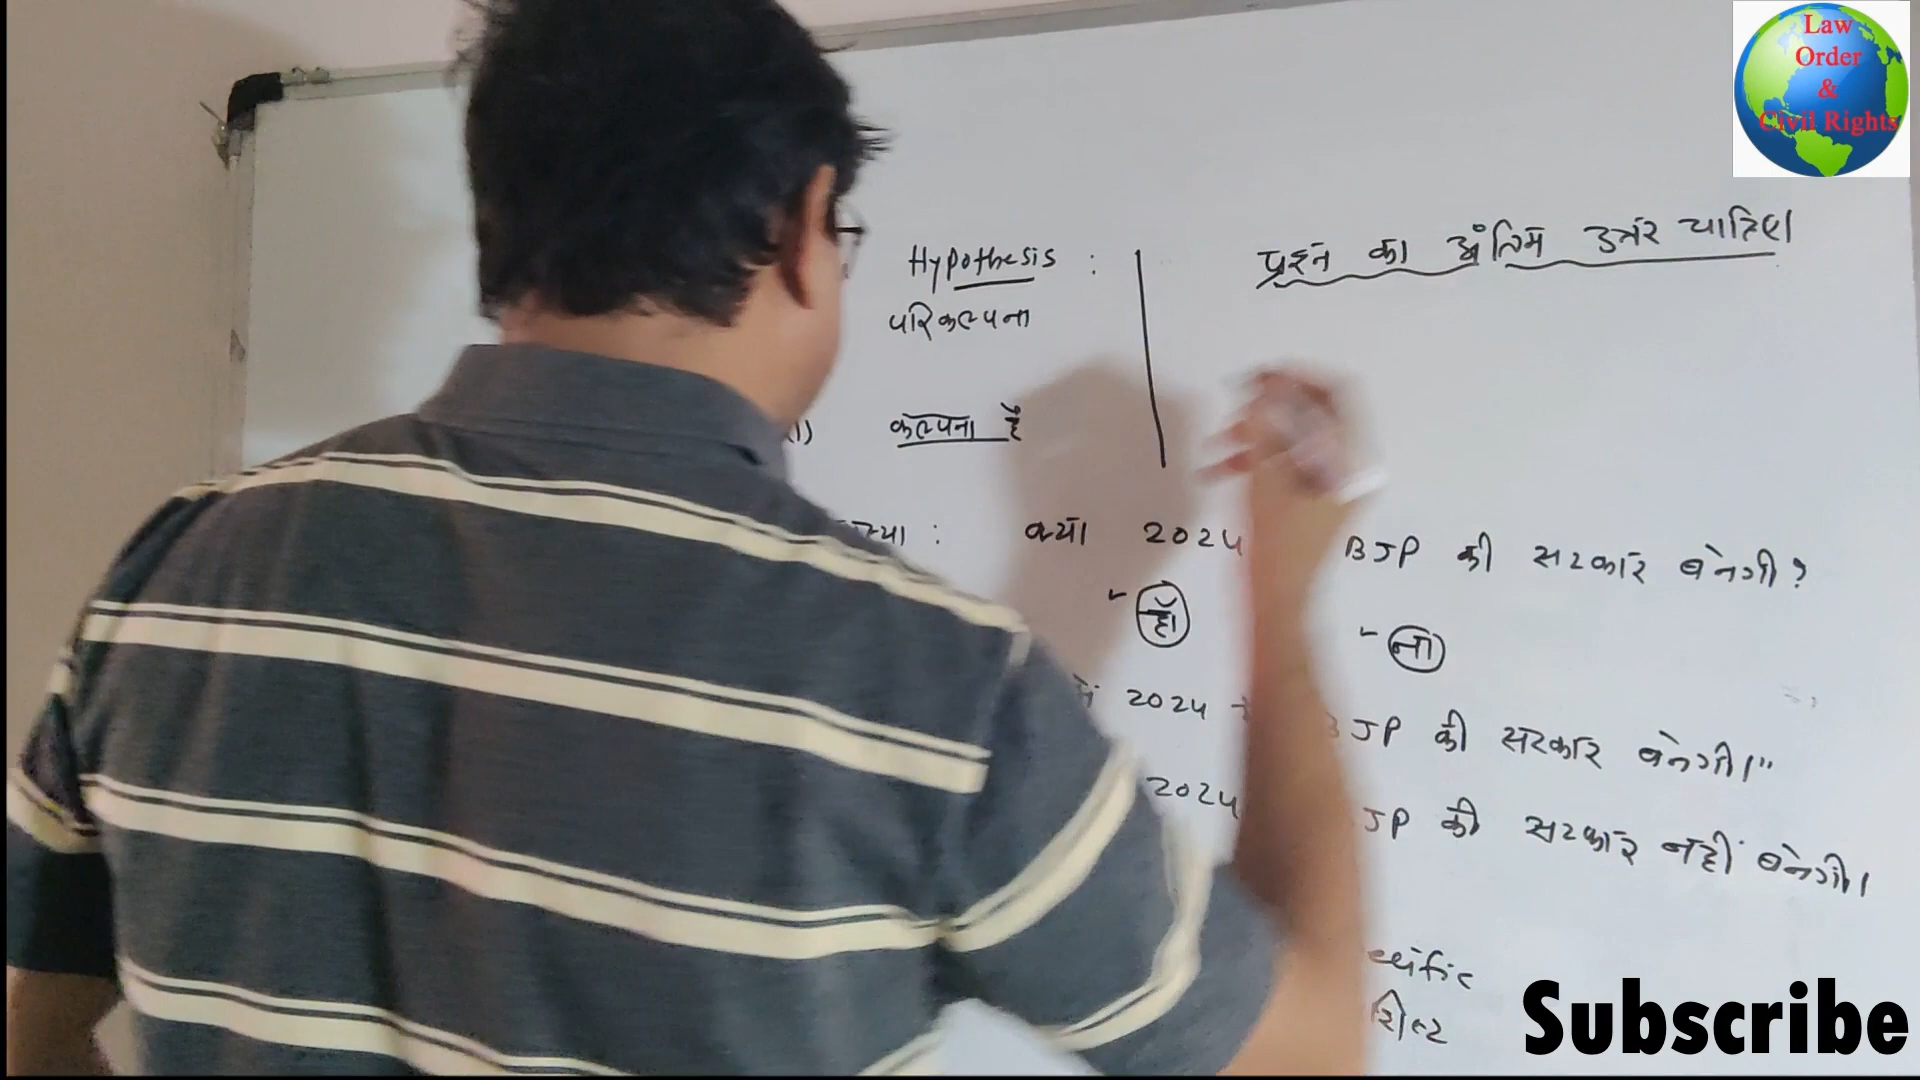 Law
Order
&
Civil Rights
Hypothesis :
प्रश्न का अंतिम उत्तर चाहिए
परिकल्पना
कल्पना है
: क्या 2024 BJP की सरकार बनेगी?
हाँ
ना
में 2024 JP की सरकार बनेगी।"
2024 JP की सरकार नहीं बनेगी।
Subscribe